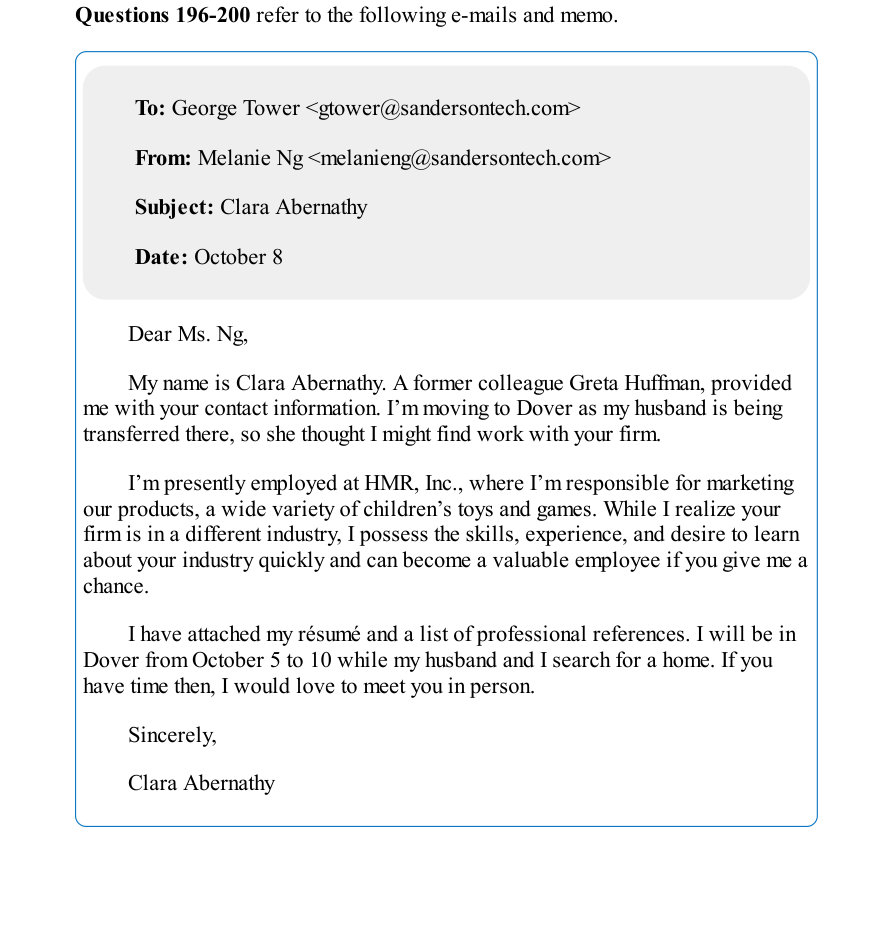 Questions 196-200 refer to the following e-mails and memo.
To: George Tower <gtower@sandersontech.com>
From: Melanie Ng <melanieng@sandersontech.com>
Subject: Clara Abernathy
Date: October 8
Dear Ms. Ng,
My name is Clara Abernathy. A former colleague Greta Huffman, provided
me with your contact information. I’m moving to Dover as my husband is being
transferred there, so she thought I might find work with your firm.
I’m presently employed at HMR, Inc., where I’m responsible for marketing
our products, a wide variety of children’s toys and games. While I realize your
firm is in a different industry, I possess the skills, experience, and desire to learn
about your industry quickly and can become a valuable employee if you give me a
chance.
I have attached my résumé and a list of professional references. I will be in
Dover from October 5 to 10 while my husband and I search for a home. If you
have time then, I would love to meet you in person.
Sincerely,
Clara Abernathy